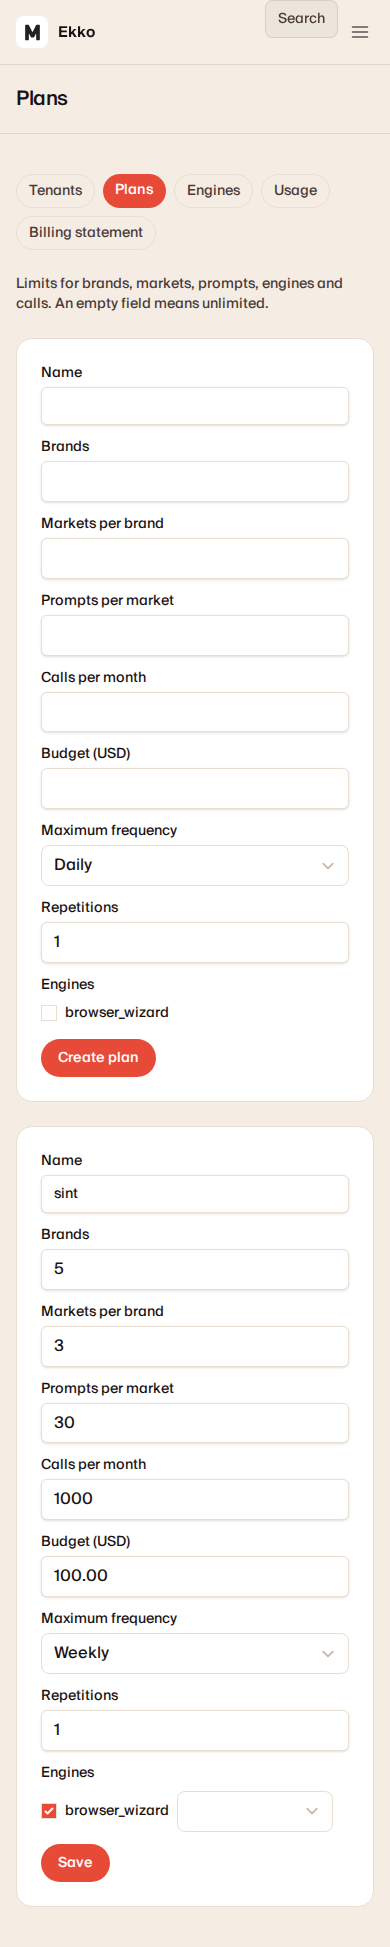 M Ekko
Search
Plans
Tenants
Plans
Engines
Usage
Billing statement
Limits for brands, markets, prompts, engines and
calls. An empty field means unlimited.
Name
Brands
Markets per brand
Prompts per market
Calls per month
Budget (USD)
Maximum frequency
Daily
Repetitions
1
Engines
browser_wizard
Create plan
Name
sint
Brands
5
Markets per brand
3
Prompts per market
30
Calls per month
1000
Budget (USD)
100.00
Maximum frequency
Weekly
Repetitions
1
Engines
browser_wizard
Save